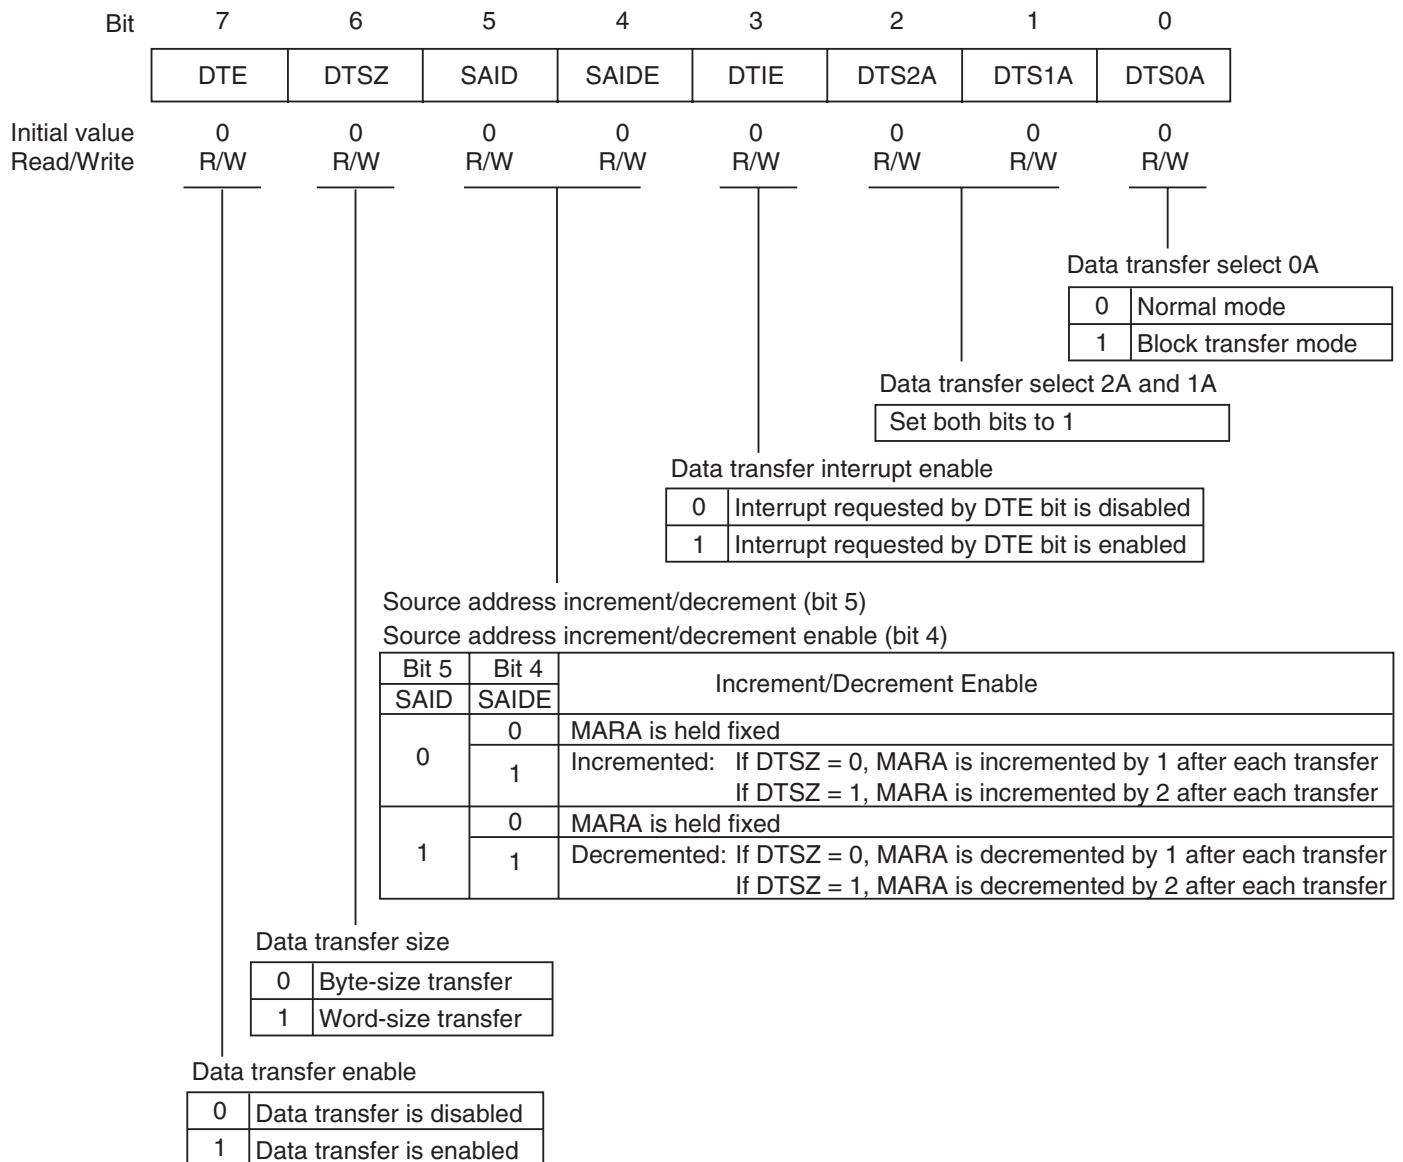 Bit 7 6 5 4 3 2 1 0
DTE DTSZ SAID SAIDE DTIE DTS2A DTS1A DTS0A
Initial value 0 0 0 0 0 0 0 0
Read/Write R/W R/W R/W R/W R/W R/W R/W R/W
Data transfer select 0A
0 Normal mode
1 Block transfer mode
Data transfer select 2A and 1A
Set both bits to 1
Data transfer interrupt enable
0 Interrupt requested by DTE bit is disabled
1 Interrupt requested by DTE bit is enabled
Source address increment/decrement (bit 5)
Source address increment/decrement enable (bit 4)
Bit 5 Bit 4 Increment/Decrement Enable
SAID SAIDE
0 0 MARA is held fixed
1 Incremented: If DTSZ = 0, MARA is incremented by 1 after each transfer
If DTSZ = 1, MARA is incremented by 2 after each transfer
1 0 MARA is held fixed
1 Decremented: If DTSZ = 0, MARA is decremented by 1 after each transfer
If DTSZ = 1, MARA is decremented by 2 after each transfer
Data transfer size
0 Byte-size transfer
1 Word-size transfer
Data transfer enable
0 Data transfer is disabled
1 Data transfer is enabled